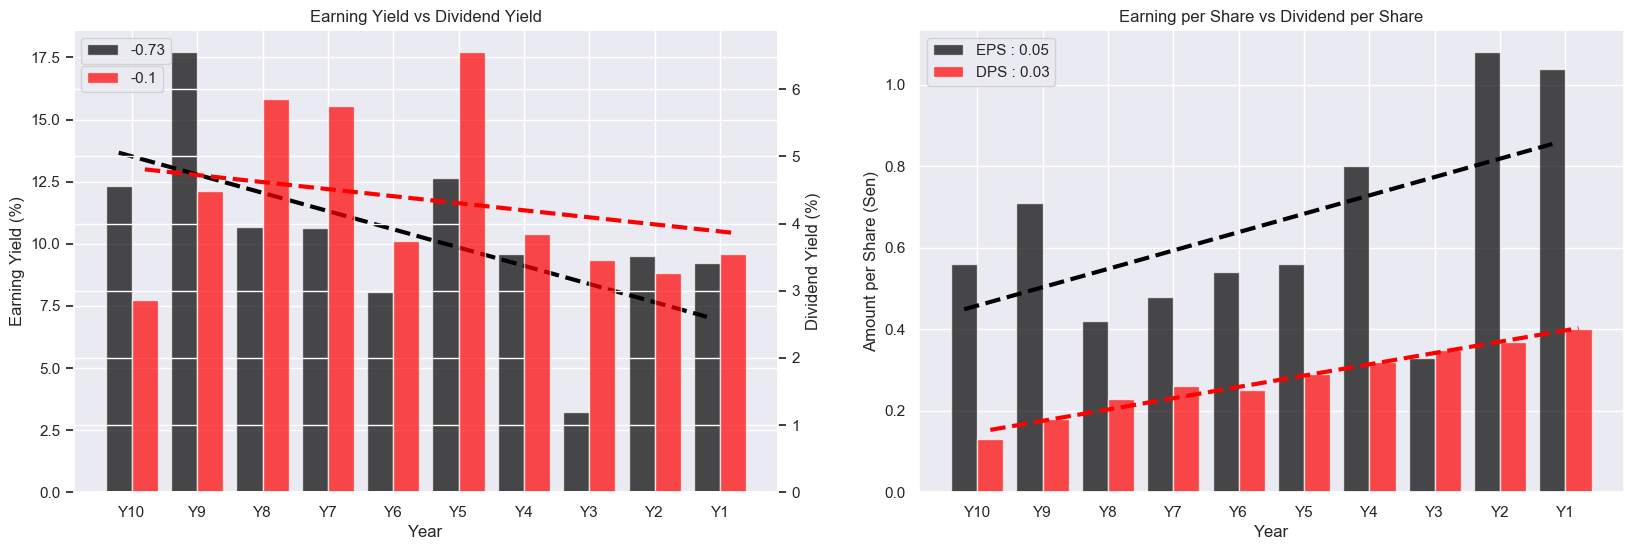 Earning Yield vs Dividend Yield
-0.73
-0.1
17.5
15.0
12.5
10.0
7.5
5.0
2.5
0.0
Earning Yield (%)
6
5
4
3
2
1
0
Dividend Yield (%)
Y10 Y9 Y8 Y7 Y6 Y5 Y4 Y3 Y2 Y1
Year
Earning per Share vs Dividend per Share
EPS : 0.05
DPS : 0.03
1.0
0.8
0.6
0.4
0.2
0.0
Amount per Share (Sen)
Y10 Y9 Y8 Y7 Y6 Y5 Y4 Y3 Y2 Y1
Year